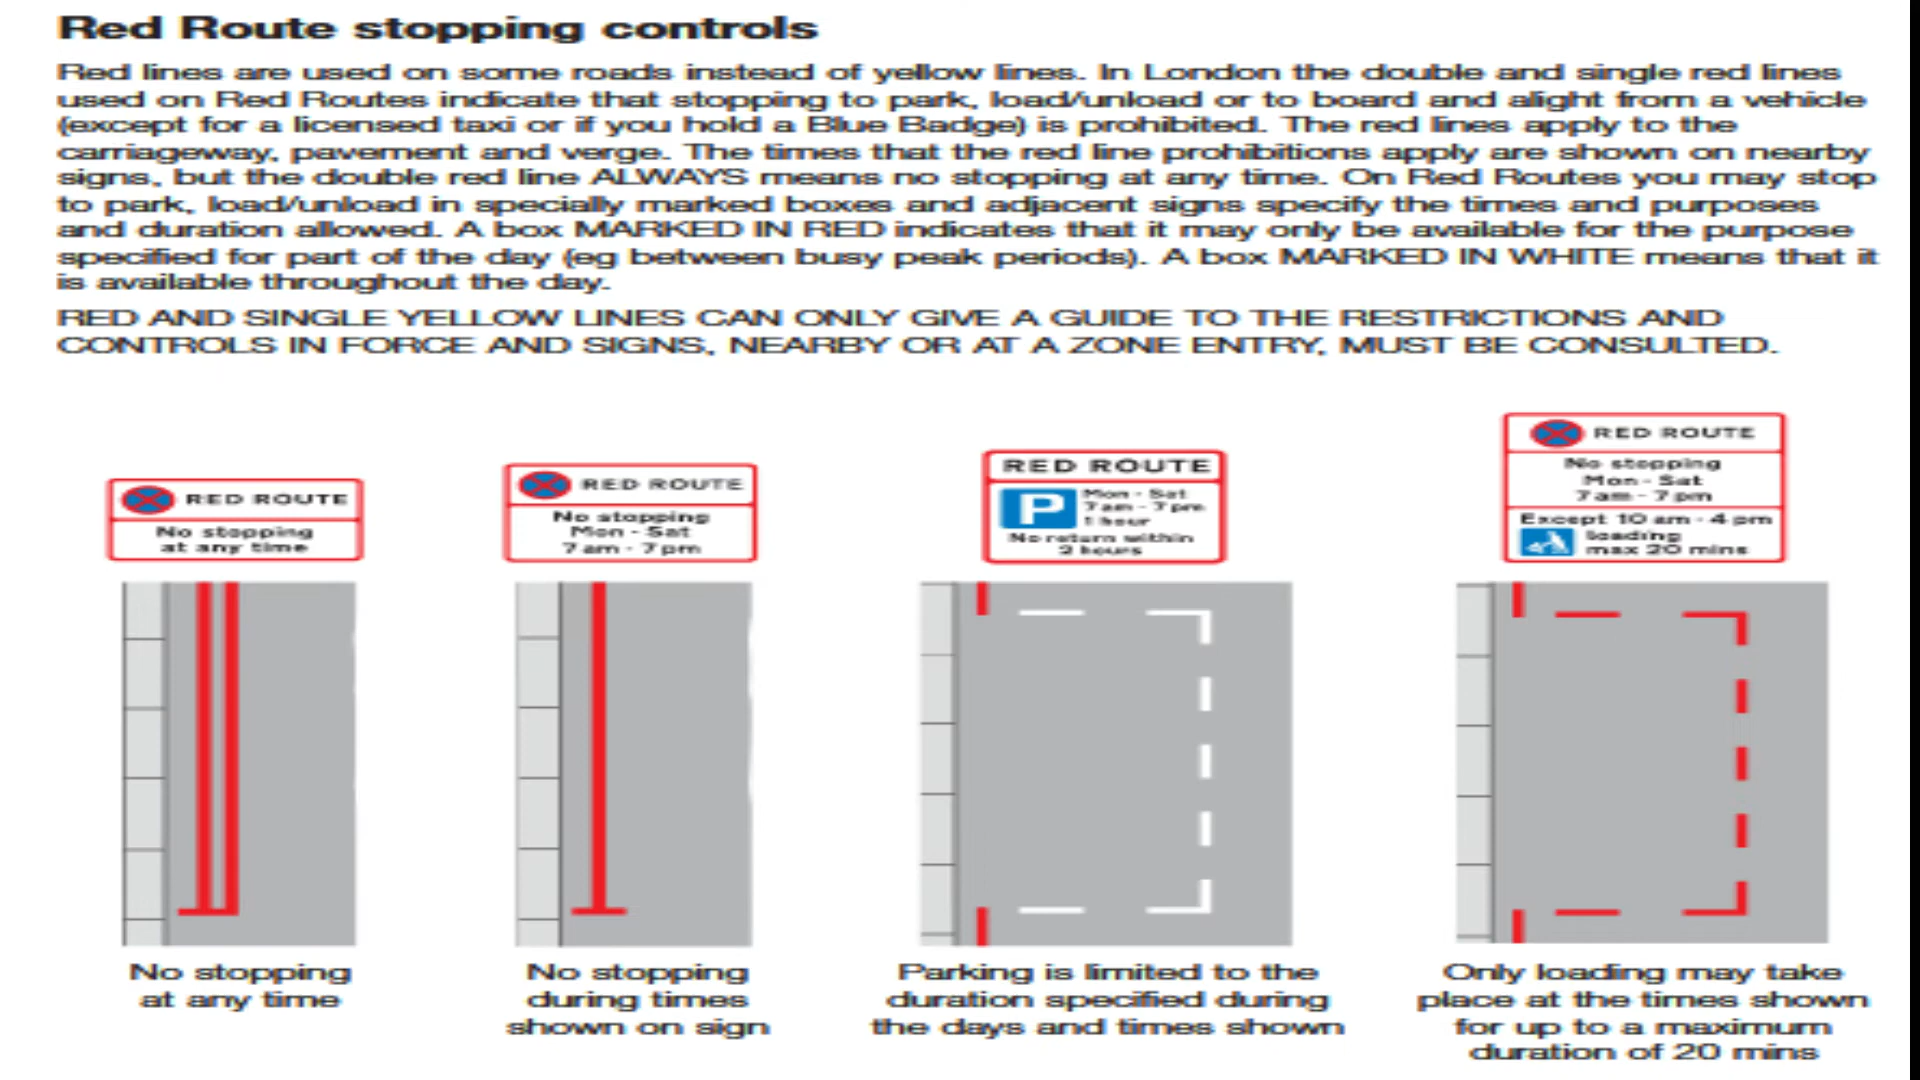 Red Route stopping controls
Red lines are used on some roads instead of yellow lines. In London the double and single red lines
used on Red Routes indicate that stopping to park, load/unload or to board and alight from a vehicle
(except for a licensed taxi or if you hold a Blue Badge) is prohibited. The red lines apply to the
carriageway, pavement and verge. The times that the red line prohibitions apply are shown on nearby
signs, but the double red line ALWAYS means no stopping at any time. On Red Routes you may stop
to park, load/unload in specially marked boxes and adjacent signs specify the times and purposes
and duration allowed. A box MARKED IN RED indicates that it may only be available for the purpose
specified for part of the day (eg between busy peak periods). A box MARKED IN WHITE means that it
is available throughout the day.
RED AND SINGLE YELLOW LINES CAN ONLY GIVE A GUIDE TO THE RESTRICTIONS AND
CONTROLS IN FORCE AND SIGNS, NEARBY OR AT A ZONE ENTRY, MUST BE CONSULTED.
RED ROUTE
No stopping
at any time
RED ROUTE
No stopping
Mon - Sat
7 am - 7 pm
RED ROUTE
P
Mon - Sat
7 am - 7 pm
1 hour
No return within
2 hours
RED ROUTE
No stopping
Mon - Sat
7 am - 7 pm
Except 10 am - 4 pm
loading
max 20 mins
No stopping
at any time
No stopping
during times
shown on sign
Parking is limited to the
duration specified during
the days and times shown
Only loading may take
place at the times shown
for up to a maximum
duration of 20 mins